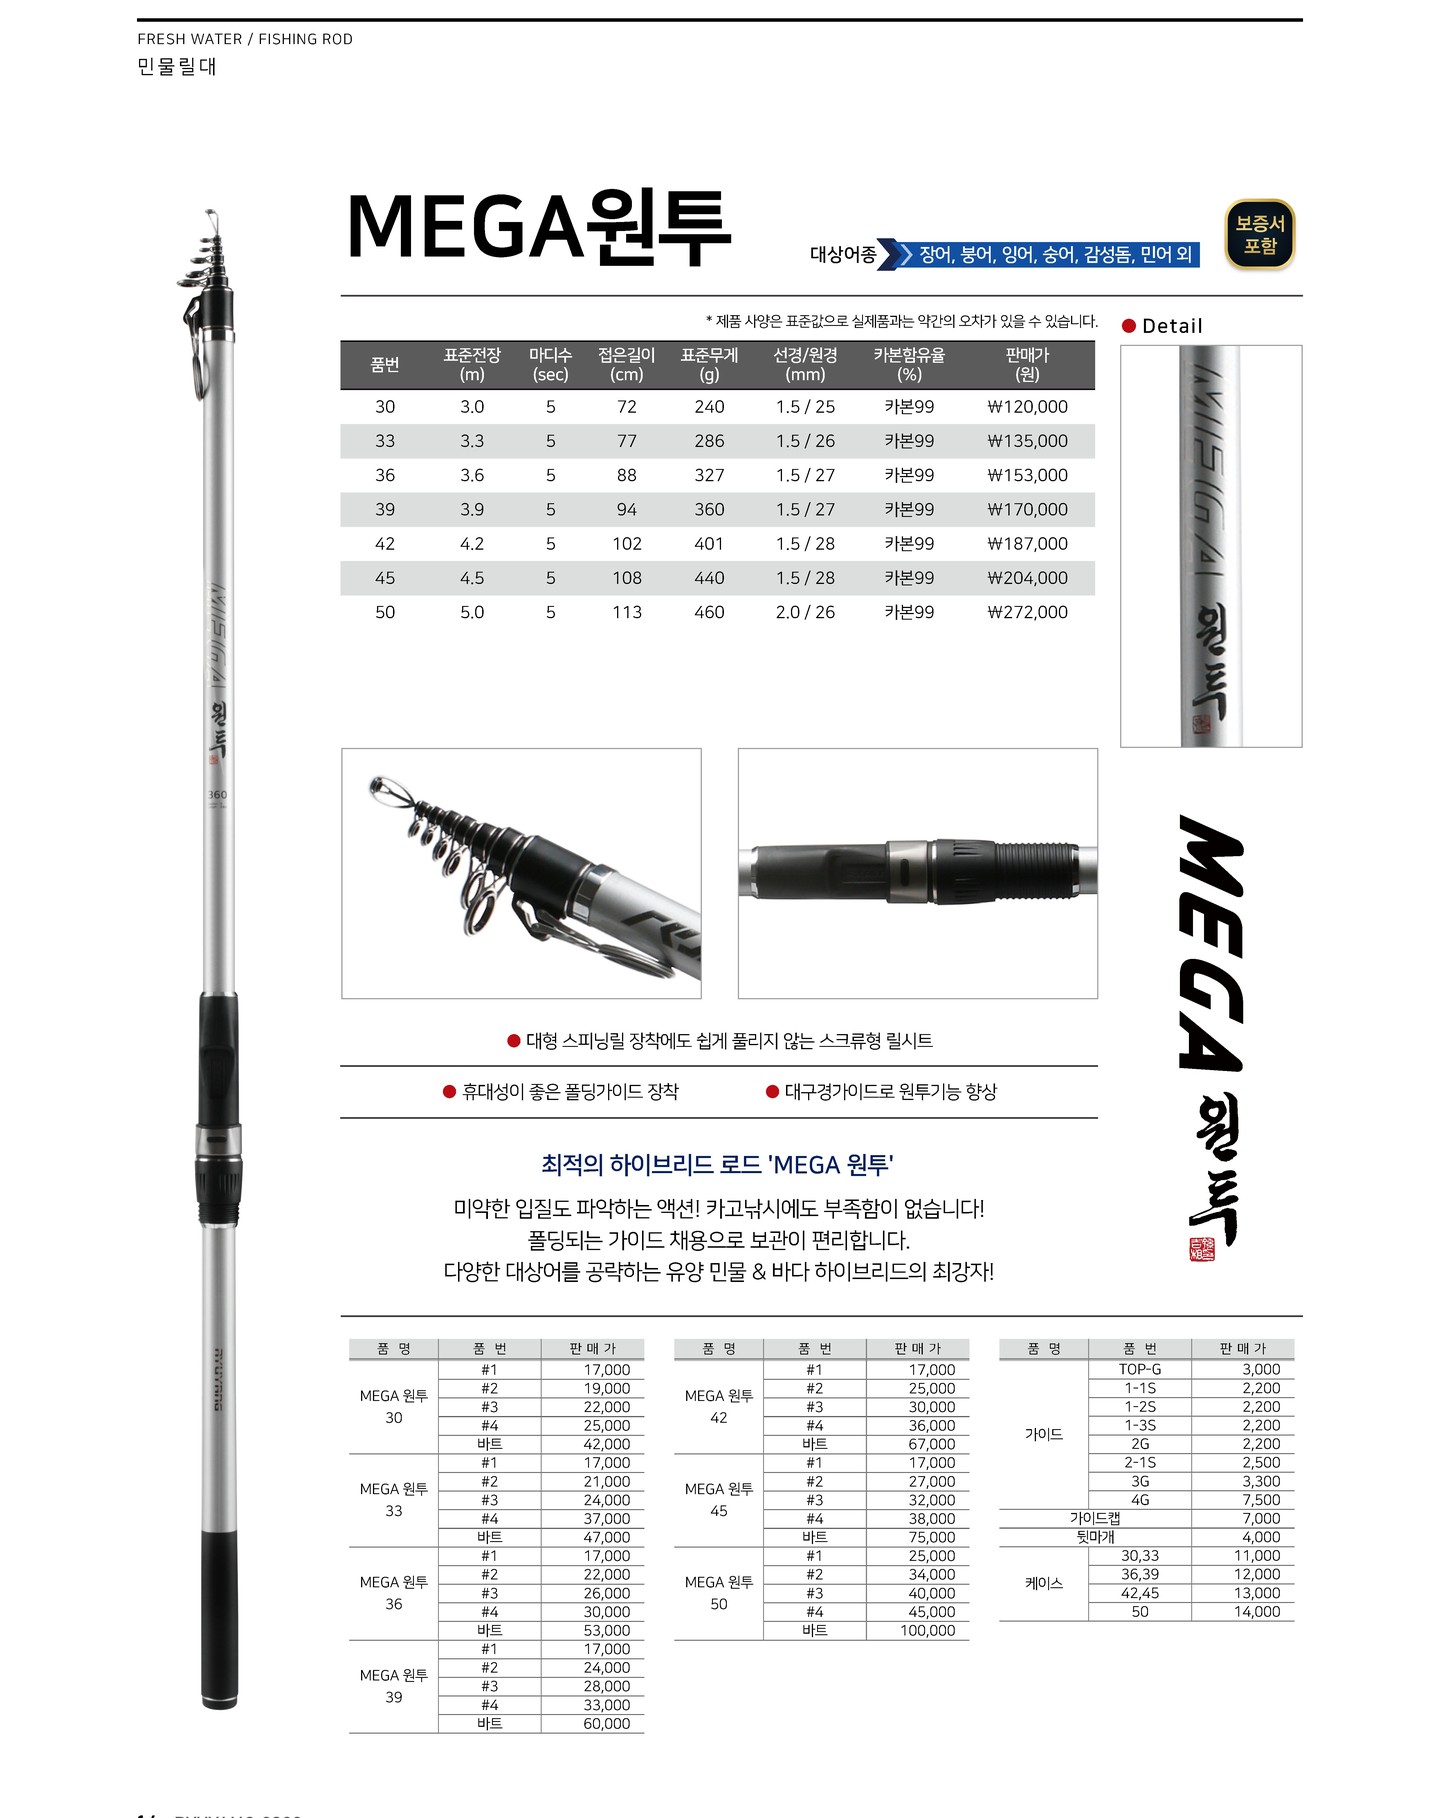 FRESH WATER / FISHING ROD
민물릴대
MEGA원투
대상어종 장어, 붕어, 잉어, 숭어, 감성돔, 민어 외
보증서
포함
* 제품 사양은 표준값으로 실제품과는 약간의 오차가 있을 수 있습니다.
Detail
품번 표준전장 (m) 마디수 (sec) 접은길이 (cm) 표준무게 (g) 선경/원경 (mm) 카본함유율 (%) 판매가 (원)
30 3.0 5 72 240 1.5 / 25 카본99 ₩120,000
33 3.3 5 77 286 1.5 / 26 카본99 ₩135,000
36 3.6 5 88 327 1.5 / 27 카본99 ₩153,000
39 3.9 5 94 360 1.5 / 27 카본99 ₩170,000
42 4.2 5 102 401 1.5 / 28 카본99 ₩187,000
45 4.5 5 108 440 1.5 / 28 카본99 ₩204,000
50 5.0 5 113 460 2.0 / 26 카본99 ₩272,000
MEGA 원투
360
MEGA 원투
대형 스피닝릴 장착에도 쉽게 풀리지 않는 스크류형 릴시트
휴대성이 좋은 폴딩가이드 장착
대구경가이드로 원투기능 향상
최적의 하이브리드 로드 'MEGA 원투'
미약한 입질도 파악하는 액션! 카고낚시에도 부족함이 없습니다!
폴딩되는 가이드 채용으로 보관이 편리합니다.
다양한 대상어를 공략하는 유양 민물 & 바다 하이브리드의 최강자!
MEGA 원투
품 명 품 번 판매가
MEGA 원투 30
#1 17,000
#2 19,000
#3 22,000
#4 25,000
바트 42,000
MEGA 원투 33
#1 17,000
#2 21,000
#3 24,000
#4 37,000
바트 47,000
MEGA 원투 36
#1 17,000
#2 22,000
#3 26,000
#4 30,000
바트 53,000
MEGA 원투 39
#1 17,000
#2 24,000
#3 28,000
#4 33,000
바트 60,000
품 명 품 번 판매가
MEGA 원투 42
#1 17,000
#2 25,000
#3 30,000
#4 36,000
바트 67,000
MEGA 원투 45
#1 17,000
#2 27,000
#3 32,000
#4 38,000
바트 75,000
MEGA 원투 50
#1 25,000
#2 34,000
#3 40,000
#4 45,000
바트 100,000
품 명 품 번 판매가
가이드
TOP-G 3,000
1-1S 2,200
1-2S 2,200
1-3S 2,200
2G 2,200
2-1S 2,500
3G 3,300
4G 7,500
가이드캡 7,000
뒷마개 4,000
케이스
30,33 11,000
36,39 12,000
42,45 13,000
50 14,000